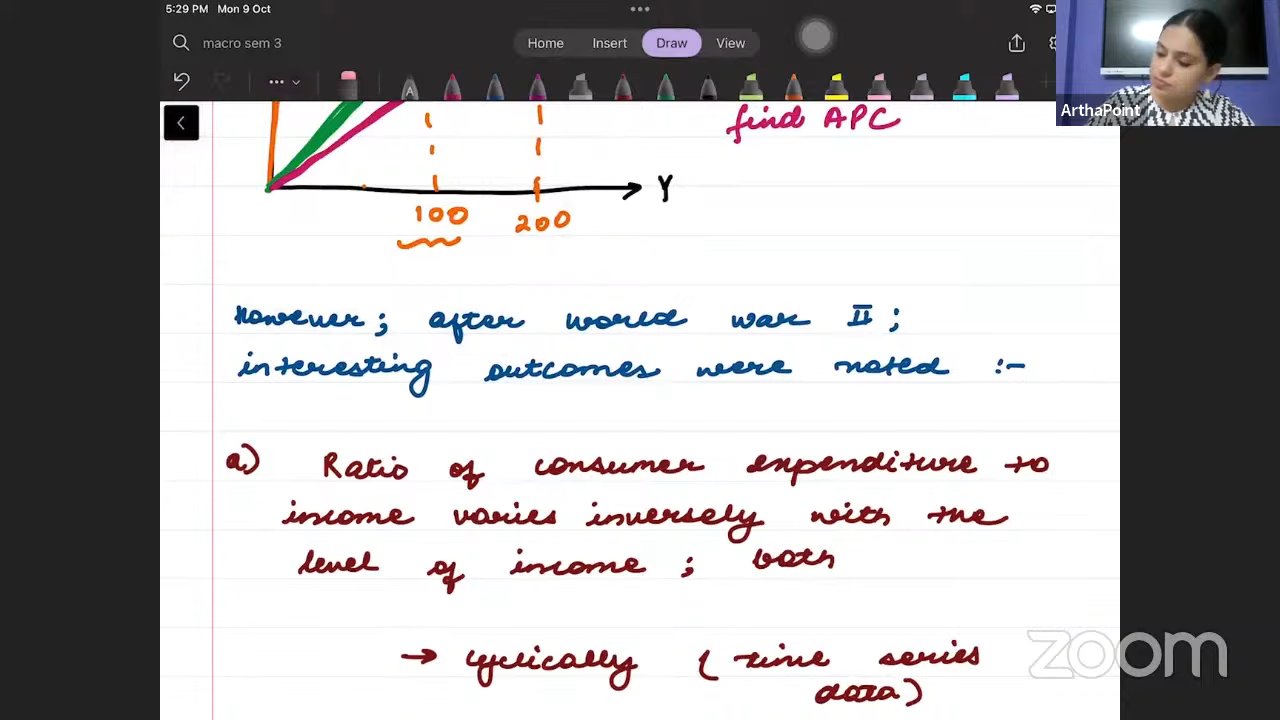 5:29 PM Mon 9 Oct
macro sem 3
Home Insert Draw View
A
ArthaPoint
find APC
Y
100 200
However; after world war II;
interesting outcomes were noted :-
a.) Ratio of consumer expenditure to
income varies inversely with the
level of income; both
→ cyclically (time series
data)
zoom